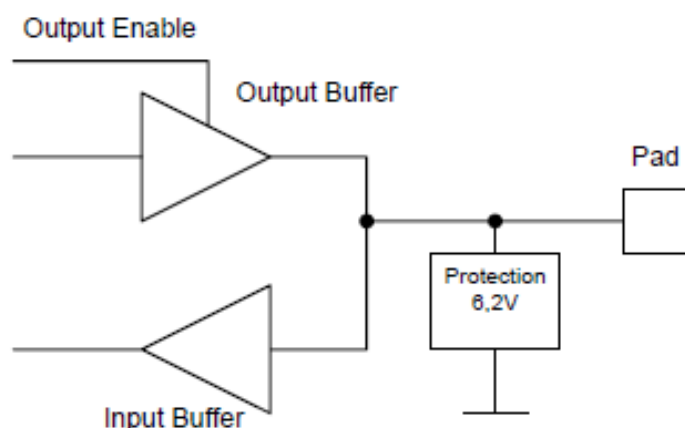 Output Enable
Output Buffer
Pad
Protection
6,2V
Input Buffer